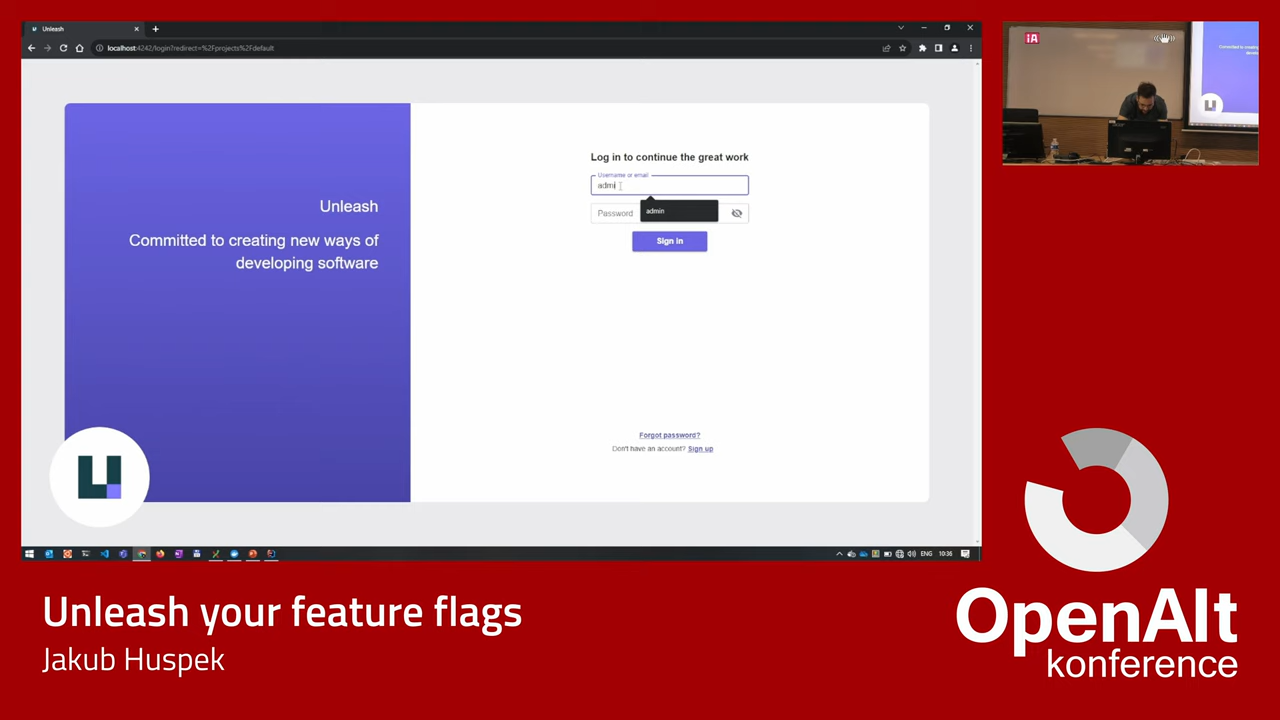 Unleash
localhost:4242/login?redirect=%2Fprojects%2Fdefault
Unleash
Committed to creating new ways of
developing software
Log in to continue the great work
Username or email
admi
Password
admin
Sign in
Forgot password?
Don't have an account? Sign up
ENG
10:36
iA
Unleash your feature flags
Jakub Huspek
OpenAlt
konference